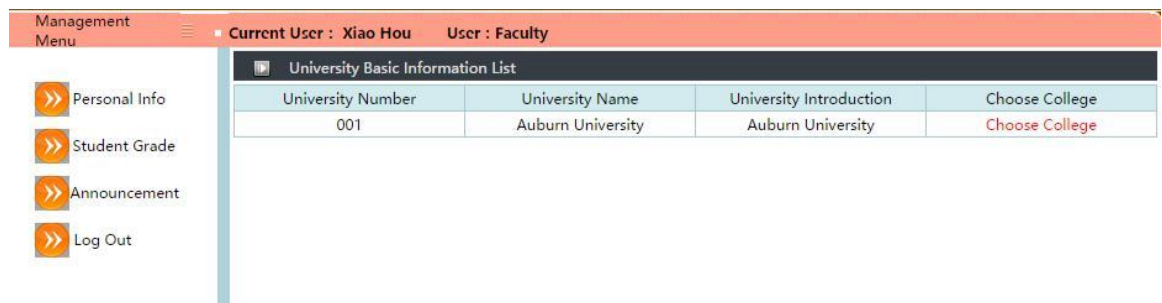 Management
Menu
Current User : Xiao Hou User : Faculty
University Basic Information List
Personal Info
Student Grade
Announcement
Log Out
University Number University Name University Introduction Choose College
001 Auburn University Auburn University Choose College